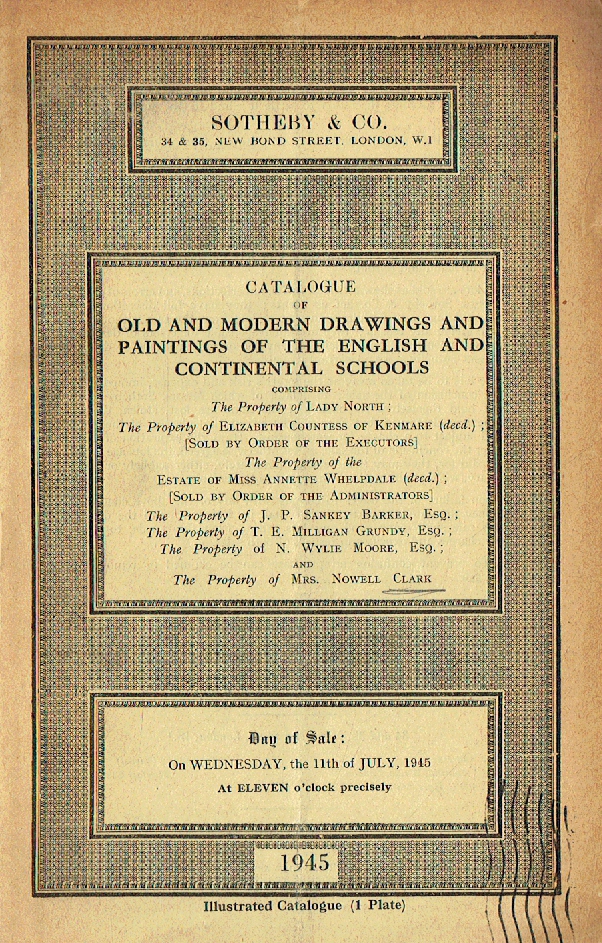 SOTHEBY & CO.
34 & 35, NEW BOND STREET, LONDON, W.1
CATALOGUE
OF
OLD AND MODERN DRAWINGS AND
PAINTINGS OF THE ENGLISH AND
CONTINENTAL SCHOOLS
COMPRISING
The Property of LADY NORTH ;
The Property of ELIZABETH COUNTESS OF KENMARE (decd.) ;
[SOLD BY ORDER OF THE EXECUTORS]
The Property of the
ESTATE OF MISS ANNETTE WHELPDALE (decd.) ;
[SOLD BY ORDER OF THE ADMINISTRATORS]
The Property of J. P. SANKEY BARKER, ESQ. ;
The Property of T. E. MILLIGAN GRUNDY, ESQ. ;
The Property of N. WYLIE MOORE, ESQ. ;
AND
The Property of MRS. NOWELL CLARK
Day of Sale :
On WEDNESDAY, the 11th of JULY, 1945
At ELEVEN o'clock precisely
1945
Illustrated Catalogue (1 Plate)